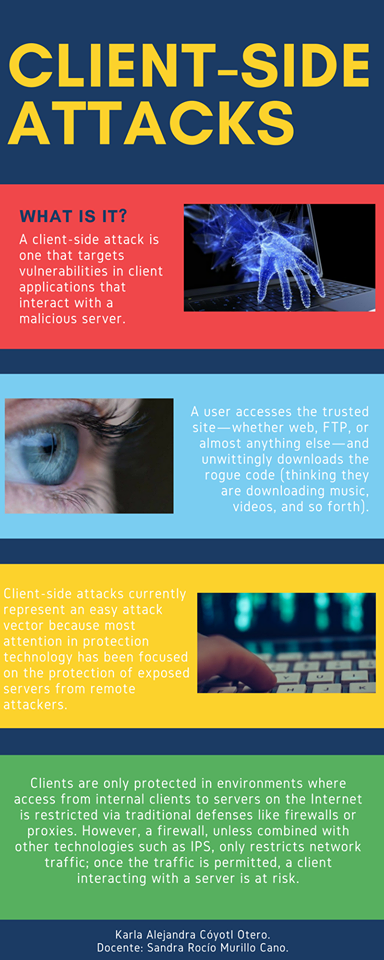 CLIENT-SIDE
ATTACKS
WHAT IS IT?
A client-side attack is
one that targets
vulnerabilities in client
applications that
interact with a
malicious server.
A user accesses the trusted
site—whether web, FTP, or
almost anything else—and
unwittingly downloads the
rogue code (thinking they
are downloading music,
videos, and so forth).
Client-side attacks currently
represent an easy attack
vector because most
attention in protection
technology has been focused
on the protection of exposed
servers from remote
attackers.
Clients are only protected in environments where
access from internal clients to servers on the Internet
is restricted via traditional defenses like firewalls or
proxies. However, a firewall, unless combined with
other technologies such as IPS, only restricts network
traffic; once the traffic is permitted, a client
interacting with a server is at risk.
Karla Alejandra Cóyotl Otero.
Docente: Sandra Rocío Murillo Cano.